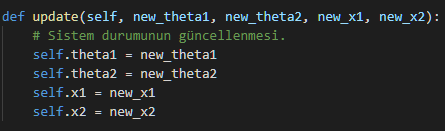 def update(self, new_theta1, new_theta2, new_x1, new_x2):
    # Sistem durumunun güncellenmesi.
    self.theta1 = new_theta1
    self.theta2 = new_theta2
    self.x1 = new_x1
    self.x2 = new_x2